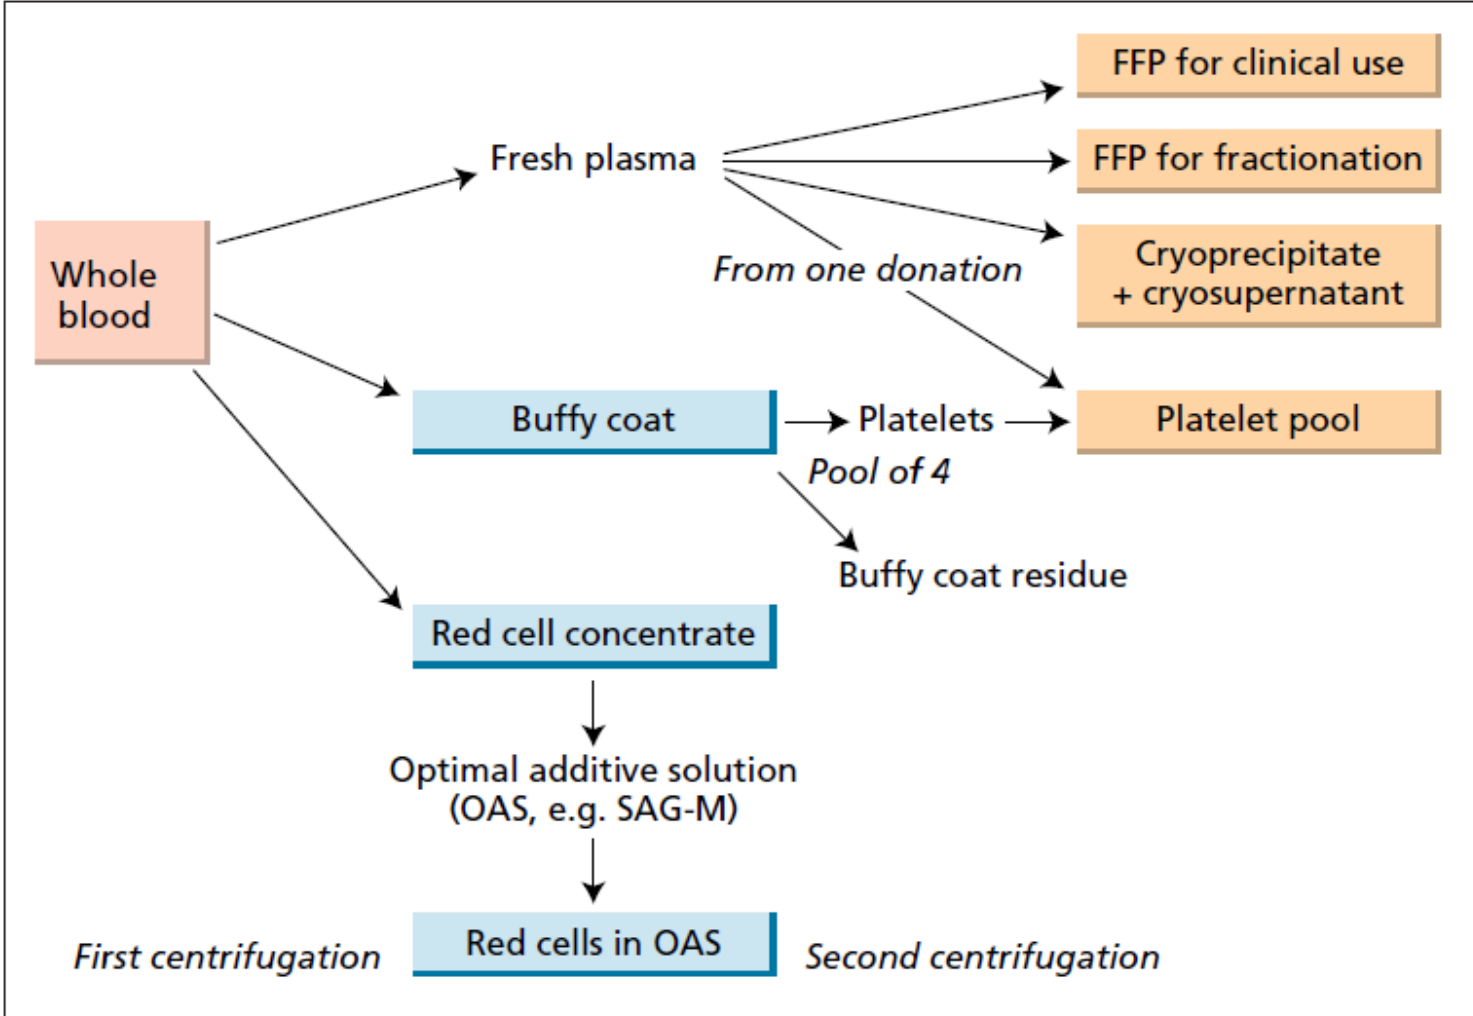 FFP for clinical use
Fresh plasma
FFP for fractionation
Whole
blood
From one donation
Cryoprecipitate
+ cryosupernatant
Buffy coat
Platelets
Platelet pool
Pool of 4
Buffy coat residue
Red cell concentrate
Optimal additive solution
(OAS, e.g. SAG-M)
First centrifugation
Red cells in OAS
Second centrifugation